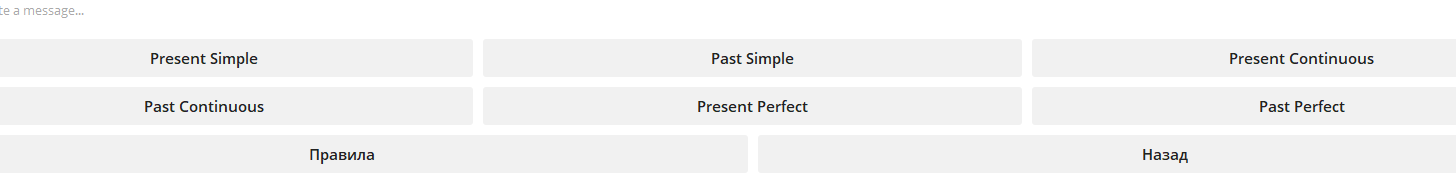 te a message...
Present Simple Past Simple Present Continuous
Past Continuous Present Perfect Past Perfect
Правила Назад